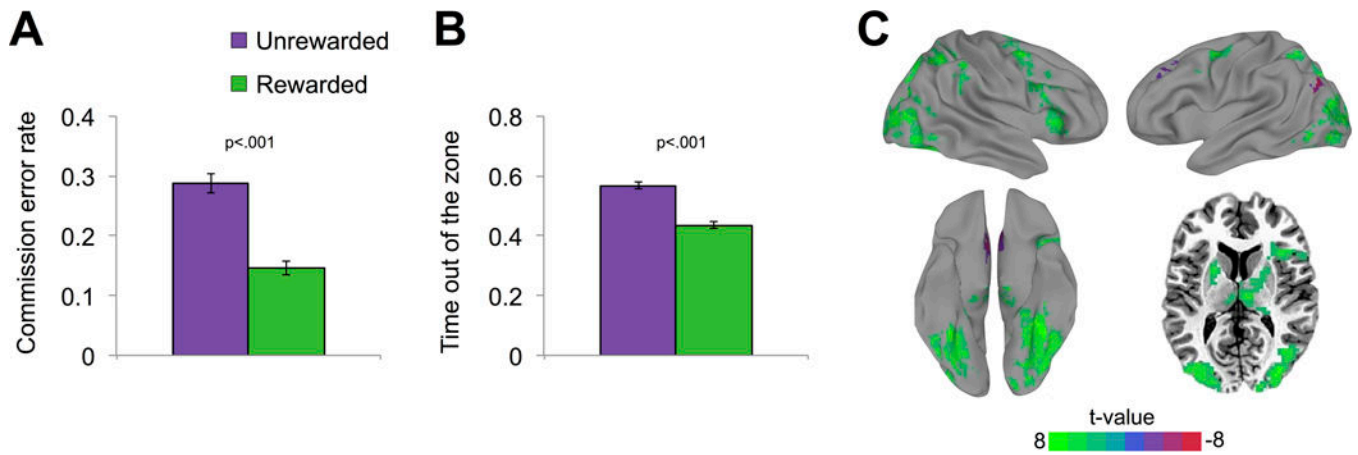 A
Unrewarded
Rewarded
Commission error rate
0.4
0.3
0.2
0.1
0
p<.001
B
Time out of the zone
0.8
0.6
0.4
0.2
0
p<.001
C
t-value
8 -8